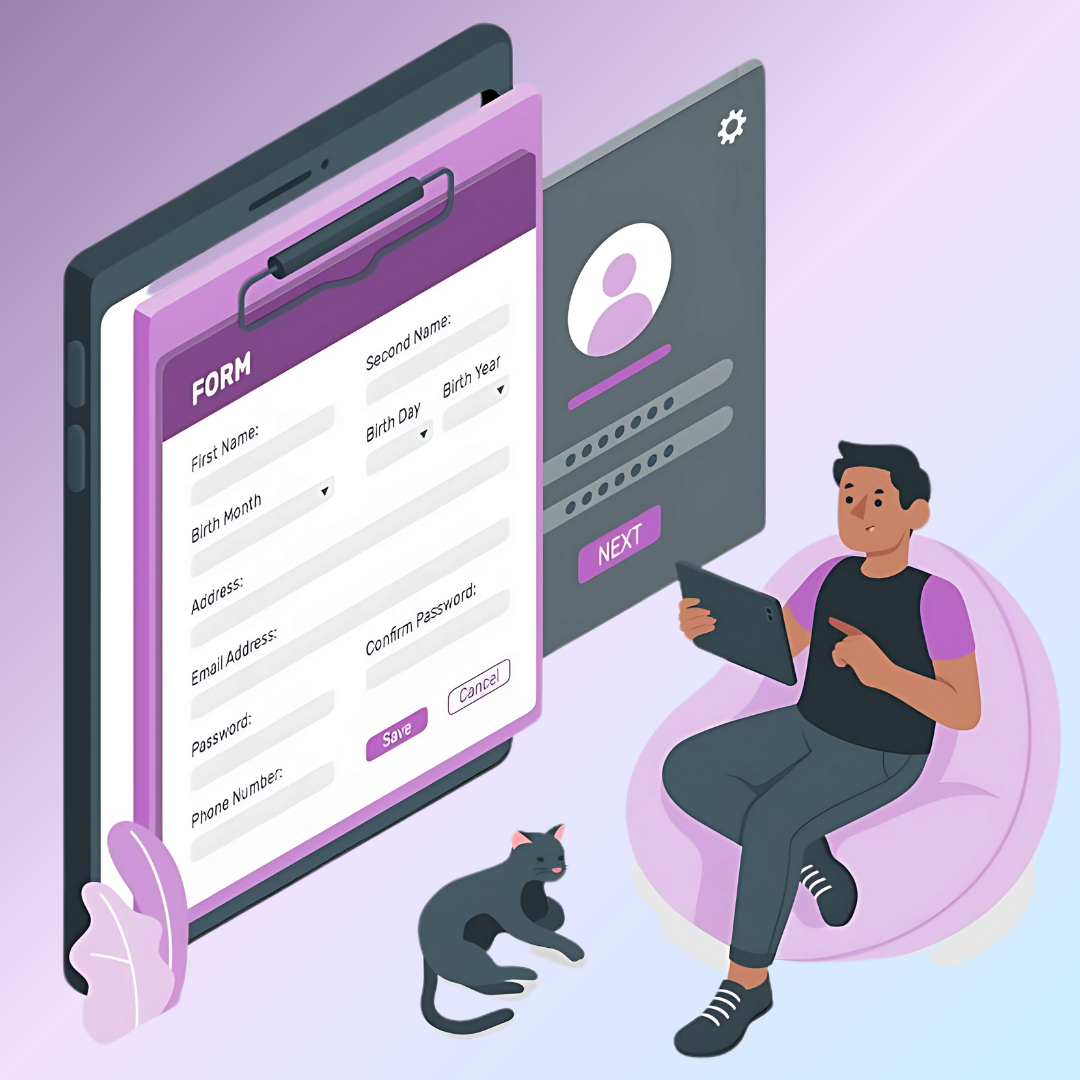 FORM
First Name:
Second Name:
Birth Month
Birth Day
Birth Year
Address:
Email Address:
Password:
Confirm Password:
Phone Number:
Save
Cancel
NEXT